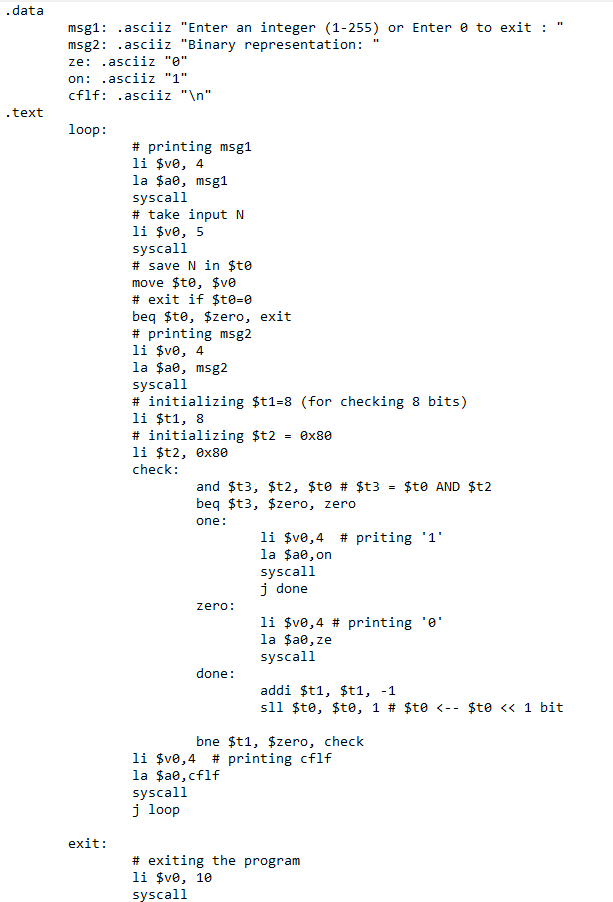 .data
msg1: .asciiz "Enter an integer (1-255) or Enter 0 to exit : "
msg2: .asciiz "Binary representation: "
ze: .asciiz "0"
on: .asciiz "1"
cflf: .asciiz "\n"
.text
loop:
# printing msg1
li $v0, 4
la $a0, msg1
syscall
# take input N
li $v0, 5
syscall
# save N in $t0
move $t0, $v0
# exit if $t0=0
beq $t0, $zero, exit
# printing msg2
li $v0, 4
la $a0, msg2
syscall
# initializing $t1=8 (for checking 8 bits)
li $t1, 8
# initializing $t2 = 0x80
li $t2, 0x80
check:
and $t3, $t2, $t0 # $t3 = $t0 AND $t2
beq $t3, $zero, zero
one:
li $v0,4  # priting '1'
la $a0,on
syscall
j done
zero:
li $v0,4 # printing '0'
la $a0,ze
syscall
done:
addi $t1, $t1, -1
sll $t0, $t0, 1 # $t0 <-- $t0 << 1 bit
bne $t1, $zero, check
li $v0,4  # printing cflf
la $a0,cflf
syscall
j loop
exit:
# exiting the program
li $v0, 10
syscall